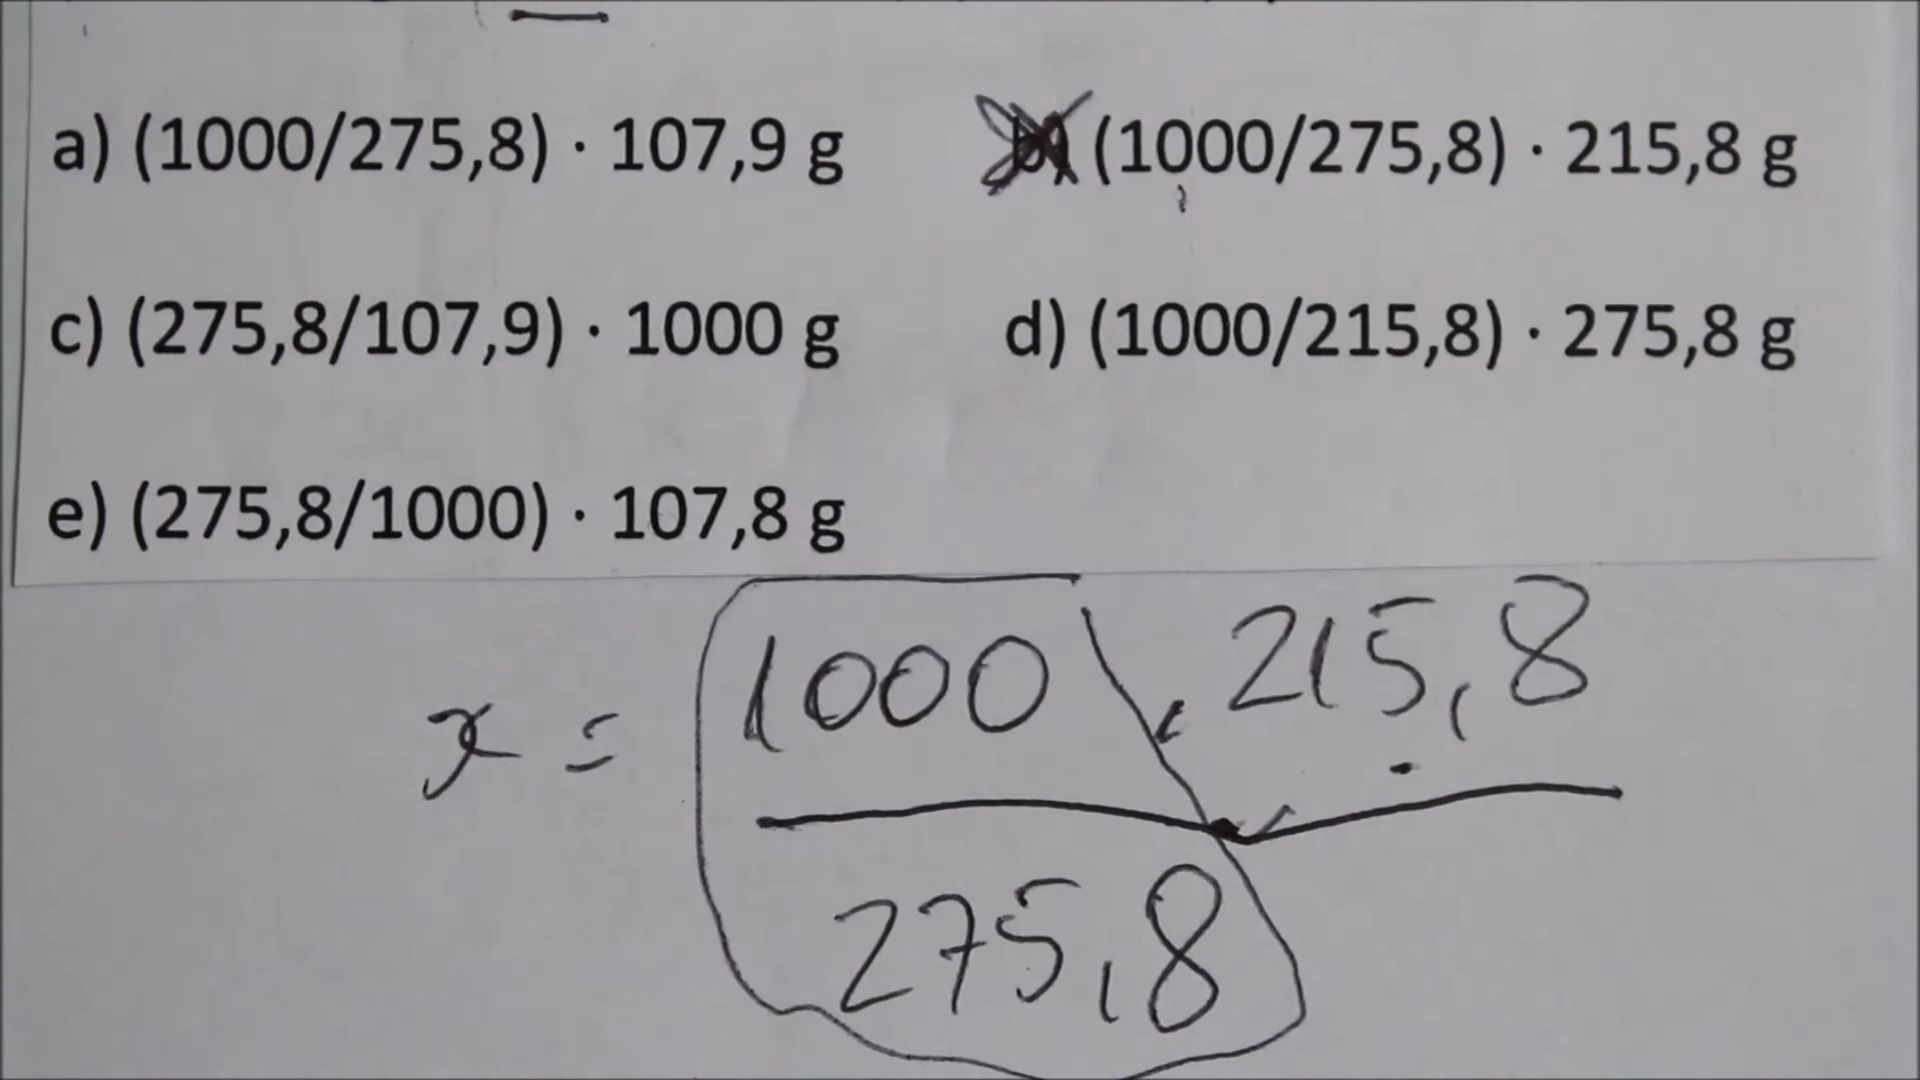 a) (1000/275,8) · 107,9 g
b) (1000/275,8) · 215,8 g
c) (275,8/107,9) · 1000 g
d) (1000/215,8) · 275,8 g
e) (275,8/1000) · 107,8 g
x = 1000 . 215,8
275,8